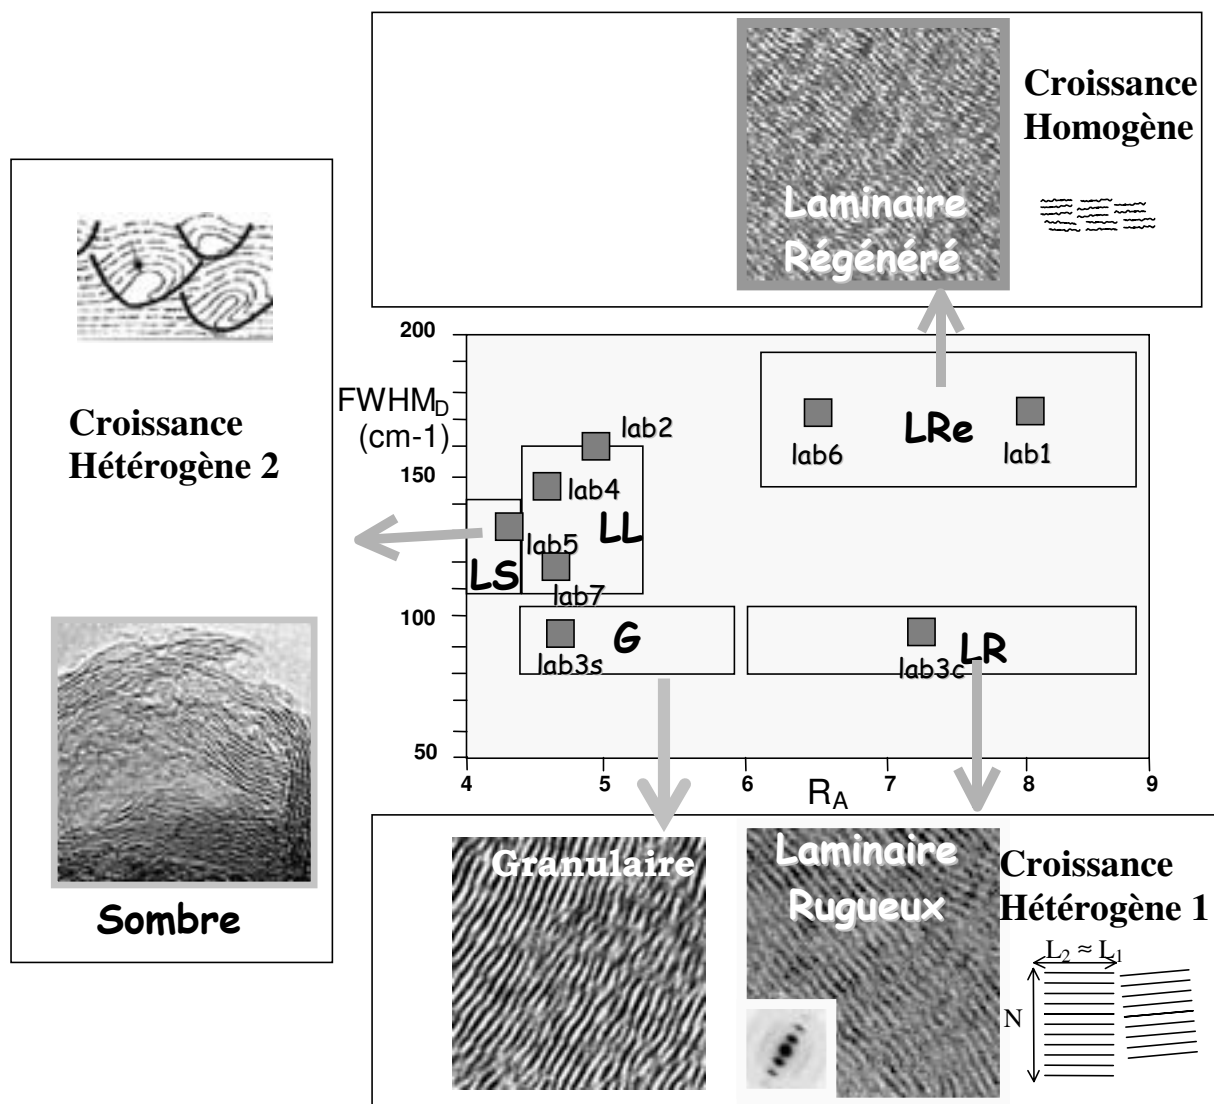 Croissance
Homogène
Laminaire
Régénéré
Croissance
Hétérogène 2
Sombre
200
FWHM_D
(cm-1)
150
100
50
4
5
6
7
8
9
R_A
lab2
lab4
LL
lab5
LS
lab7
lab6
LRe
lab1
G
lab3s
LR
lab3c
Granulaire
Laminaire
Rugueux
Croissance
Hétérogène 1
L₂ ≈ L₁
N